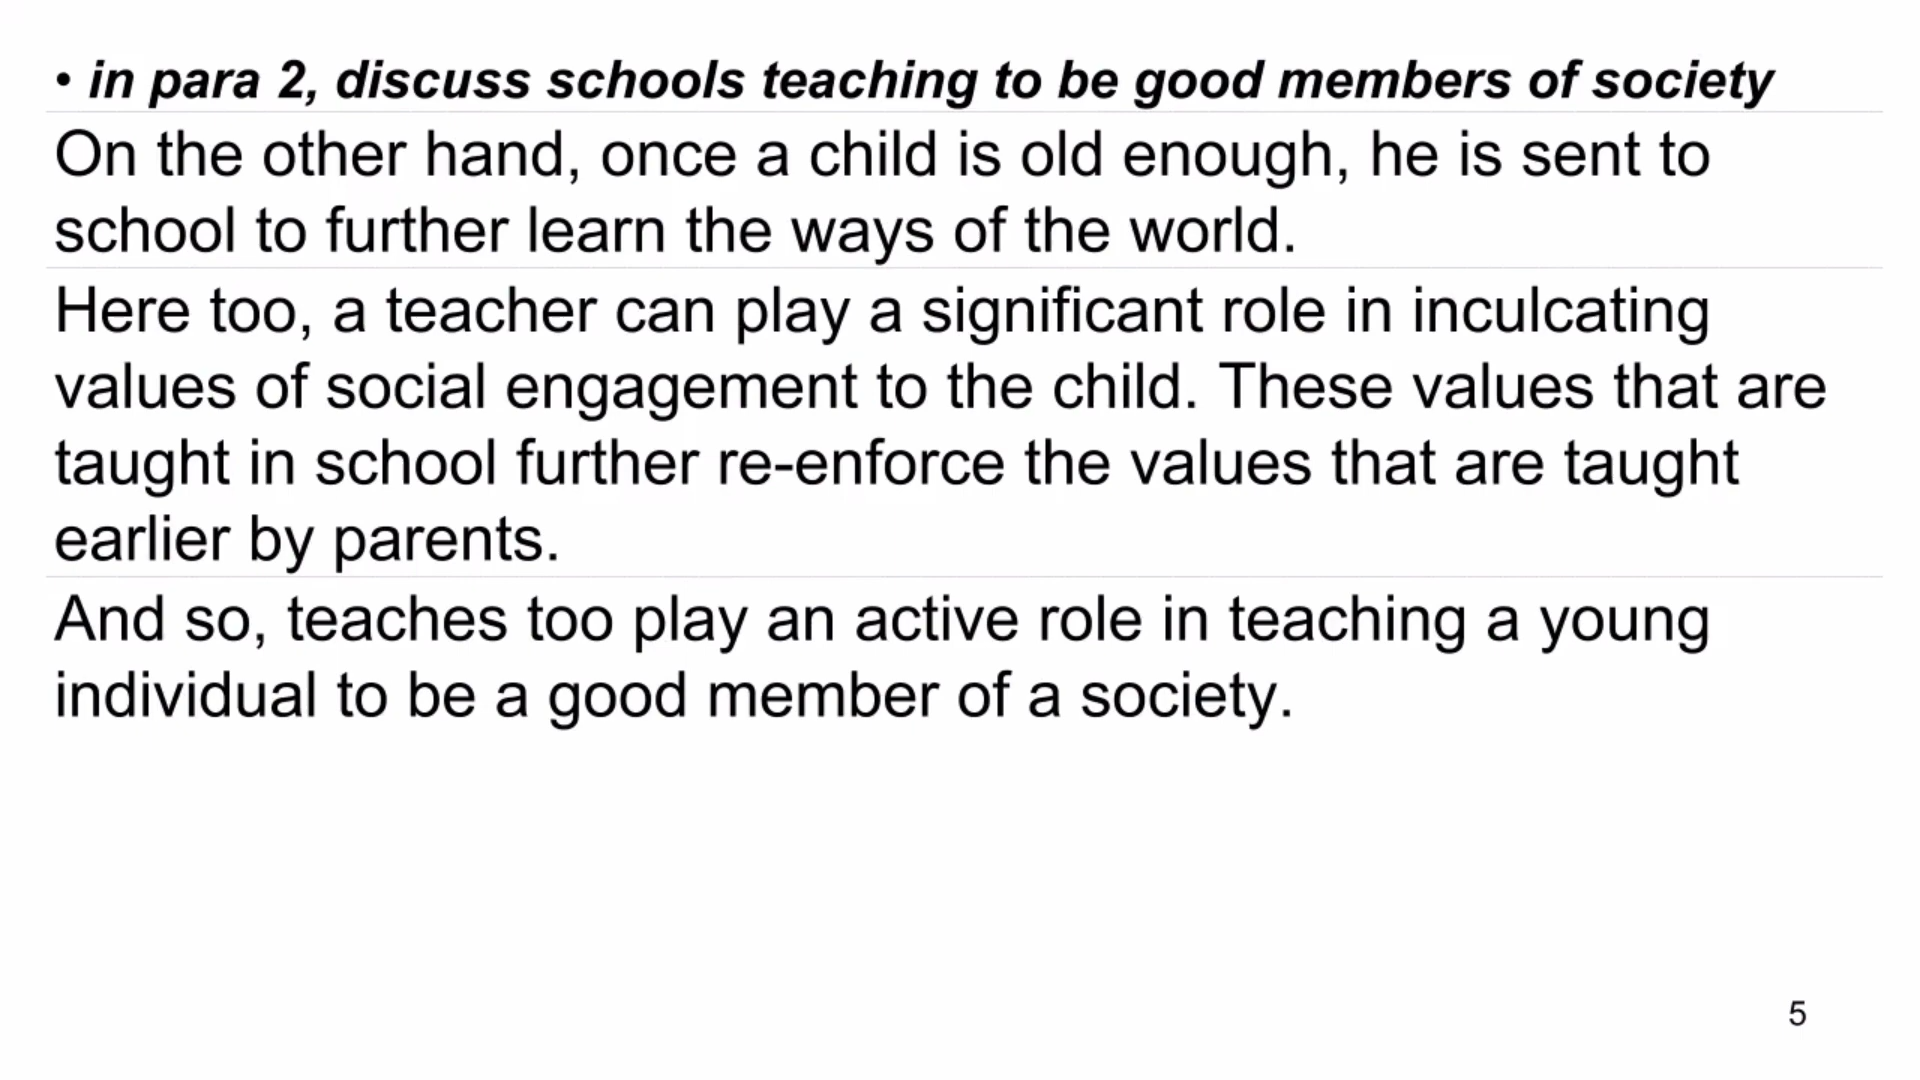 • in para 2, discuss schools teaching to be good members of society
On the other hand, once a child is old enough, he is sent to
school to further learn the ways of the world.
Here too, a teacher can play a significant role in inculcating
values of social engagement to the child. These values that are
taught in school further re-enforce the values that are taught
earlier by parents.
And so, teaches too play an active role in teaching a young
individual to be a good member of a society.
5